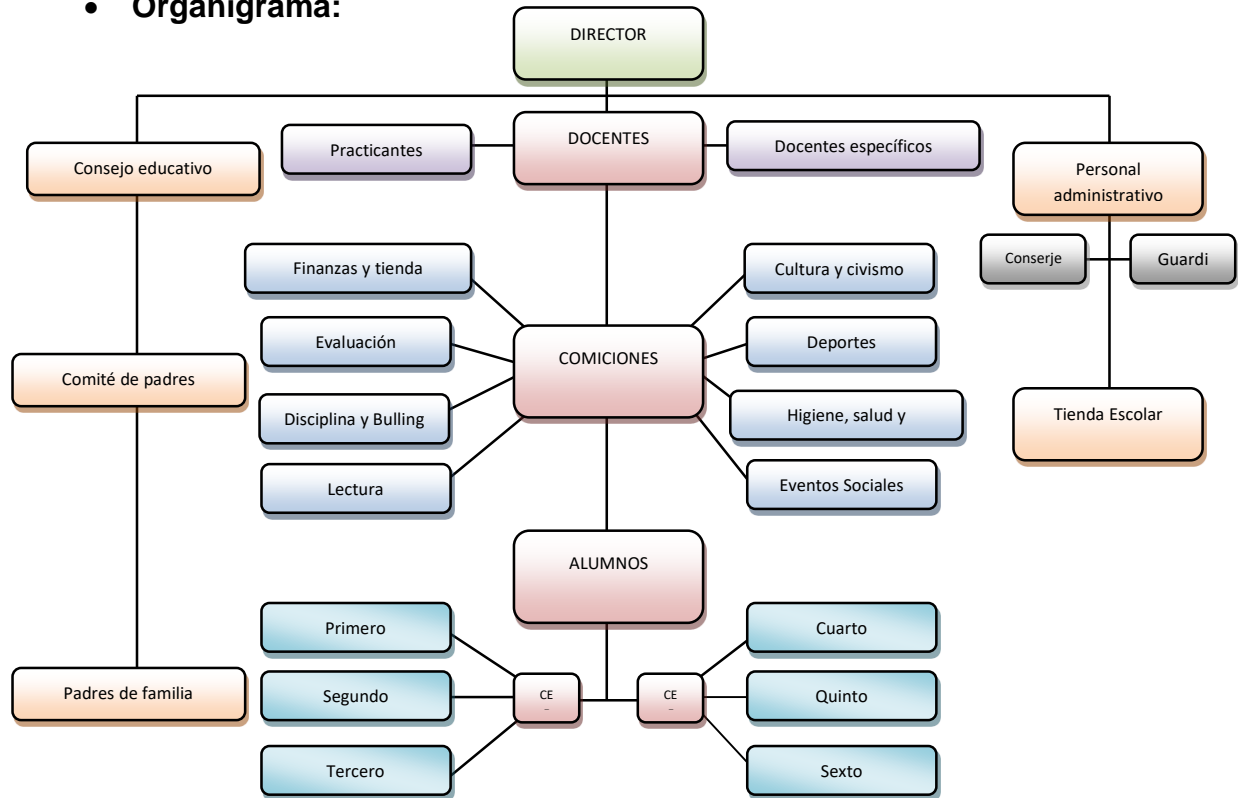 • Organigrama:
DIRECTOR
Practicantes
DOCENTES
Docentes específicos
Consejo educativo
Personal
administrativo
Finanzas y tienda
Cultura y civismo
Conserje
Guardi
Evaluación
COMICIONES
Deportes
Comité de padres
Disciplina y Bulling
Higiene, salud y
Tienda Escolar
Lectura
Eventos Sociales
ALUMNOS
Primero
Cuarto
Padres de familia
Segundo
CE
CE
Quinto
Tercero
Sexto